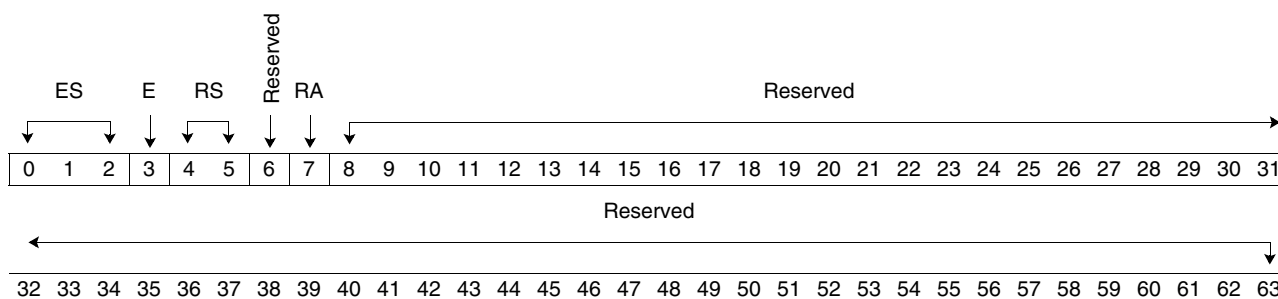 Reserved
ES E RS RA Reserved
0 1 2 3 4 5 6 7 8 9 10 11 12 13 14 15 16 17 18 19 20 21 22 23 24 25 26 27 28 29 30 31
Reserved
32 33 34 35 36 37 38 39 40 41 42 43 44 45 46 47 48 49 50 51 52 53 54 55 56 57 58 59 60 61 62 63